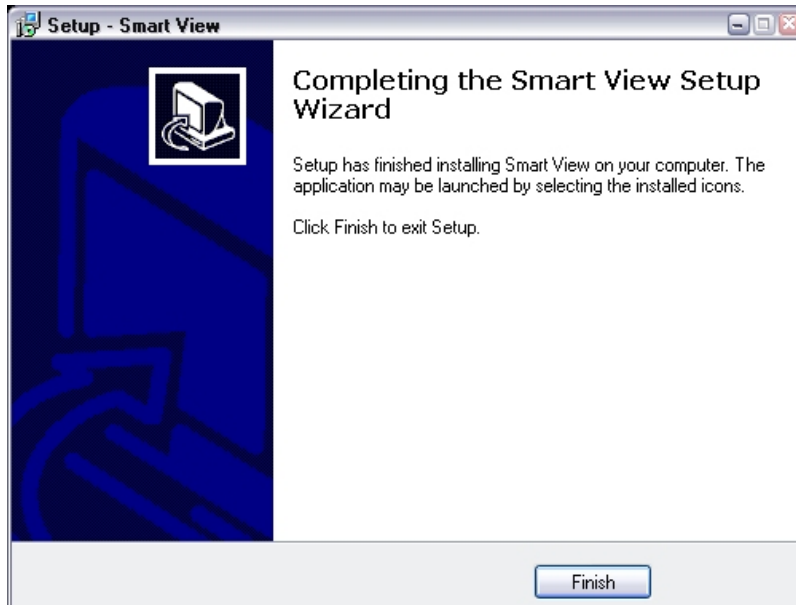 Setup - Smart View
Completing the Smart View Setup
Wizard
Setup has finished installing Smart View on your computer. The
application may be launched by selecting the installed icons.
Click Finish to exit Setup.
Finish